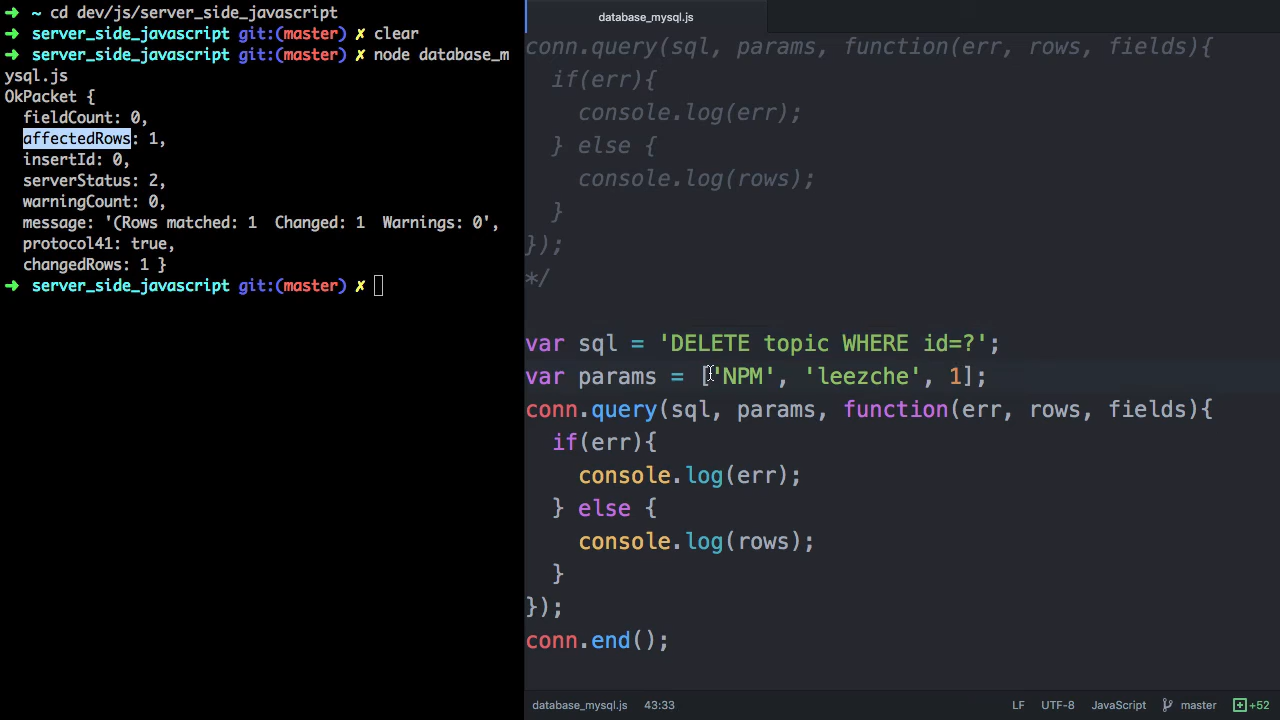 ➜ ~ cd dev/js/server_side_javascript
➜ server_side_javascript git:(master) ✗ clear
➜ server_side_javascript git:(master) ✗ node database_m
ysql.js
OkPacket {
  fieldCount: 0,
  affectedRows: 1,
  insertId: 0,
  serverStatus: 2,
  warningCount: 0,
  message: '(Rows matched: 1  Changed: 1  Warnings: 0',
  protocol41: true,
  changedRows: 1 }
➜ server_side_javascript git:(master) ✗
database_mysql.js
conn.query(sql, params, function(err, rows, fields){
  if(err){
    console.log(err);
  } else {
    console.log(rows);
  }
});
*/
var sql = 'DELETE topic WHERE id=?';
var params = ['NPM', 'leezche', 1];
conn.query(sql, params, function(err, rows, fields){
  if(err){
    console.log(err);
  } else {
    console.log(rows);
  }
});
conn.end();
database_mysql.js 43:33 LF UTF-8 JavaScript master +52